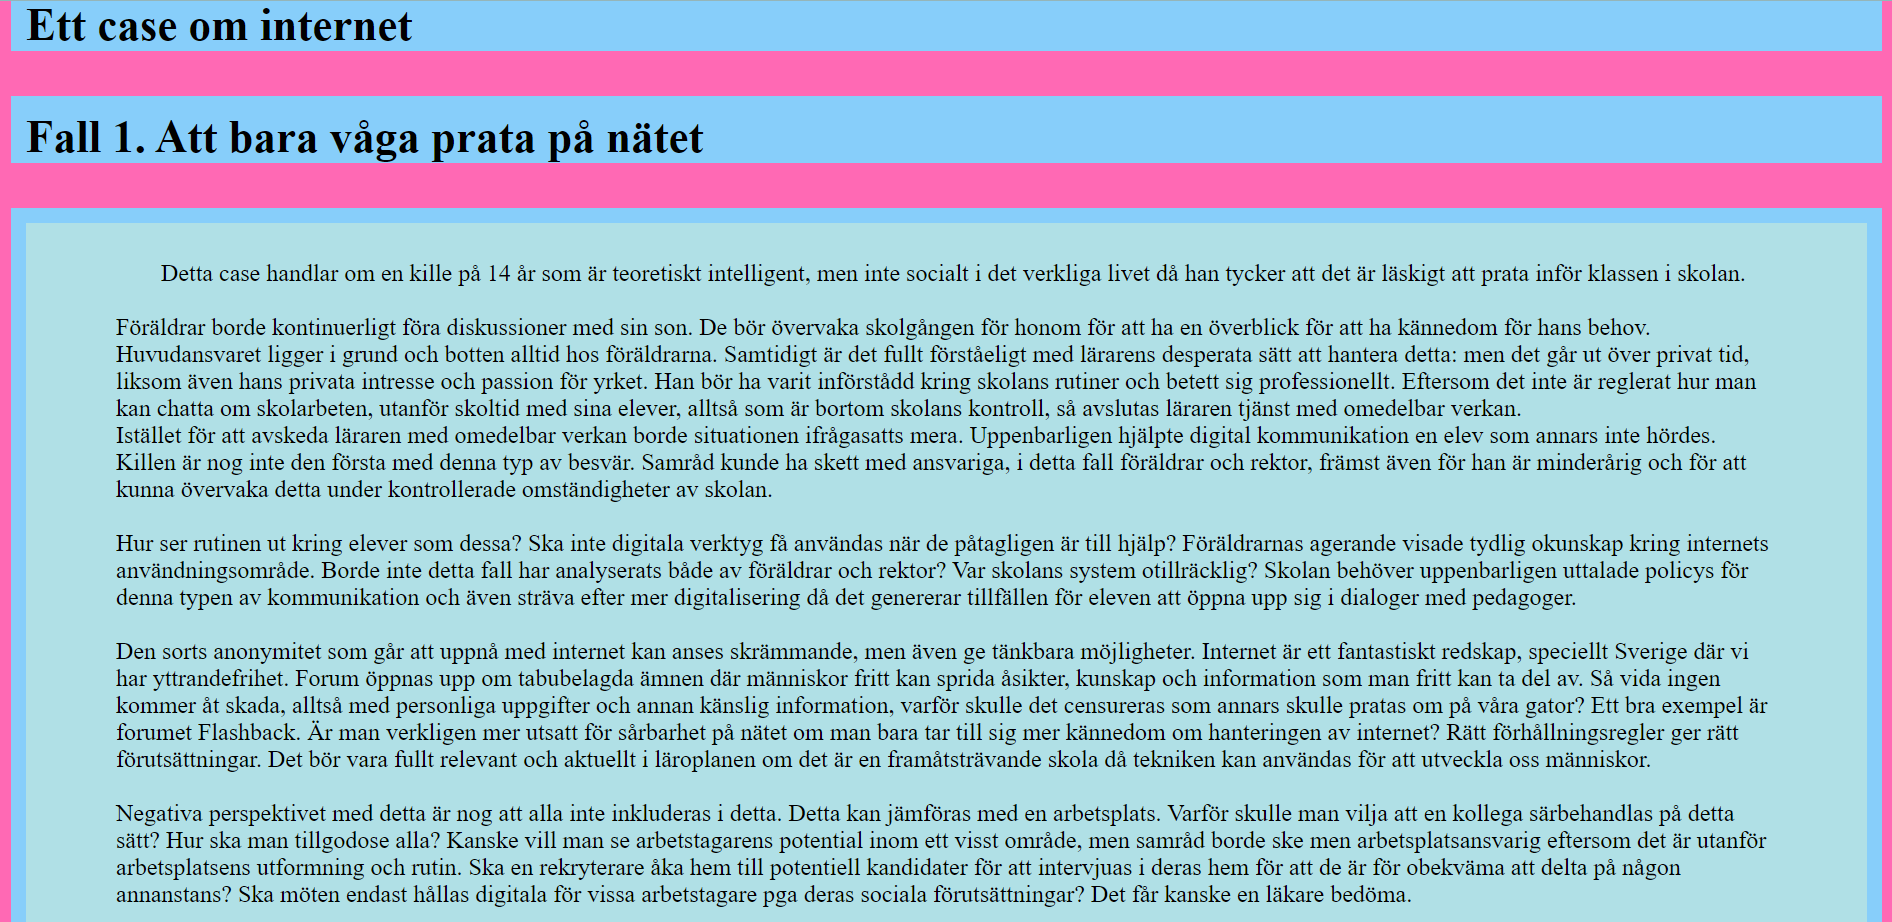 Ett case om internet
Fall 1. Att bara våga prata på nätet
Detta case handlar om en kille på 14 år som är teoretiskt intelligent, men inte socialt i det verkliga livet då han tycker att det är läskigt att prata inför klassen i skolan.
Föräldrar borde kontinuerligt föra diskussioner med sin son. De bör övervaka skolgången för honom för att ha en överblick för att ha kännedom för hans behov.
Huvudansvaret ligger i grund och botten alltid hos föräldrarna. Samtidigt är det fullt förståeligt med lärarens desperata sätt att hantera detta: men det går ut över privat tid,
liksom även hans privata intresse och passion för yrket. Han bör ha varit införstådd kring skolans rutiner och betett sig professionellt. Eftersom det inte är reglerat hur man
kan chatta om skolarbeten, utanför skoltid med sina elever, alltså som är bortom skolans kontroll, så avslutas läraren tjänst med omedelbar verkan.
Istället för att avskeda läraren med omedelbar verkan borde situationen ifrågasatts mera. Uppenbarligen hjälpte digital kommunikation en elev som annars inte hördes.
Killen är nog inte den första med denna typ av besvär. Samråd kunde ha skett med ansvariga, i detta fall föräldrar och rektor, främst även för han är minderårig och för att
kunna övervaka detta under kontrollerade omständigheter av skolan.
Hur ser rutinen ut kring elever som dessa? Ska inte digitala verktyg få användas när de påtagligen är till hjälp? Föräldrarnas agerande visade tydlig okunskap kring internets
användningsområde. Borde inte detta fall har analyserats både av föräldrar och rektor? Var skolans system otillräcklig? Skolan behöver uppenbarligen uttalade policys för
denna typen av kommunikation och även sträva efter mer digitalisering då det genererar tillfällen för eleven att öppna upp sig i dialoger med pedagoger.
Den sorts anonymitet som går att uppnå med internet kan anses skrämmande, men även ge tänkbara möjligheter. Internet är ett fantastiskt redskap, speciellt Sverige där vi
har yttrandefrihet. Forum öppnas upp om tabubelagda ämnen där människor fritt kan sprida åsikter, kunskap och information som man fritt kan ta del av. Så vida ingen
kommer åt skada, alltså med personliga uppgifter och annan känslig information, varför skulle det censureras som annars skulle pratas om på våra gator? Ett bra exempel är
forumet Flashback. Är man verkligen mer utsatt för sårbarhet på nätet om man bara tar till sig mer kännedom om hanteringen av internet? Rätt förhållningsregler ger rätt
förutsättningar. Det bör vara fullt relevant och aktuellt i läroplanen om det är en framåtsträvande skola då tekniken kan användas för att utveckla oss människor.
Negativa perspektivet med detta är nog att alla inte inkluderas i detta. Detta kan jämföras med en arbetsplats. Varför skulle man vilja att en kollega särbehandlas på detta
sätt? Hur ska man tillgodose alla? Kanske vill man se arbetstagarens potential inom ett visst område, men samråd borde ske men arbetsplatsansvarig eftersom det är utanför
arbetsplatsens utformning och rutin. Ska en rekryterare åka hem till potentiell kandidater för att intervjuas i deras hem för att de är för obekväma att delta på någon
annanstans? Ska möten endast hållas digitala för vissa arbetstagare pga deras sociala förutsättningar? Det får kanske en läkare bedöma.